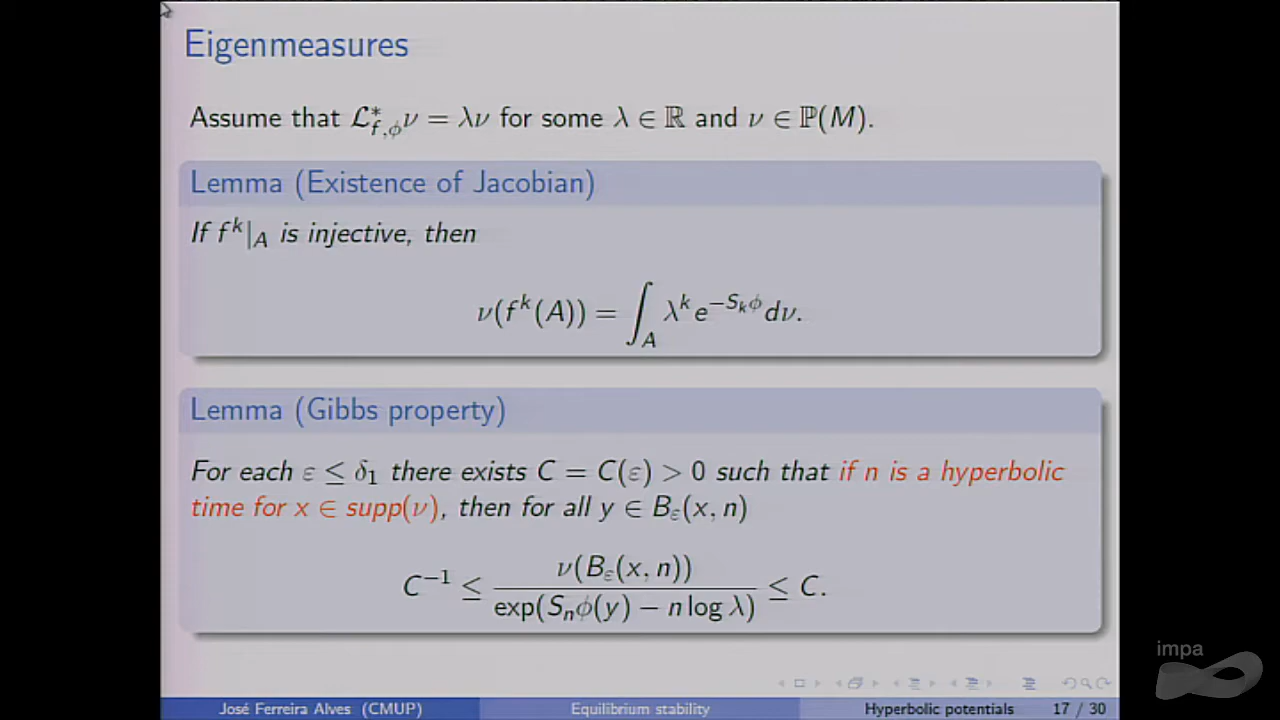 Eigenmeasures
Assume that ℒ*_{f,ϕ}ν = λν for some λ ∈ ℝ and ν ∈ ℙ(M).
Lemma (Existence of Jacobian)
If f^k|_A is injective, then
ν(f^k(A)) = ∫_A λ^k e^{−S_kϕ} dν.
Lemma (Gibbs property)
For each ε ≤ δ₁ there exists C = C(ε) > 0 such that if n is a hyperbolic
time for x ∈ supp(ν), then for all y ∈ B_ε(x, n)
C^{−1} ≤ ν(B_ε(x, n)) / exp(S_nϕ(y) − n log λ) ≤ C.
impa
José Ferreira Alves (CMUP) Equilibrium stability Hyperbolic potentials 17 / 30